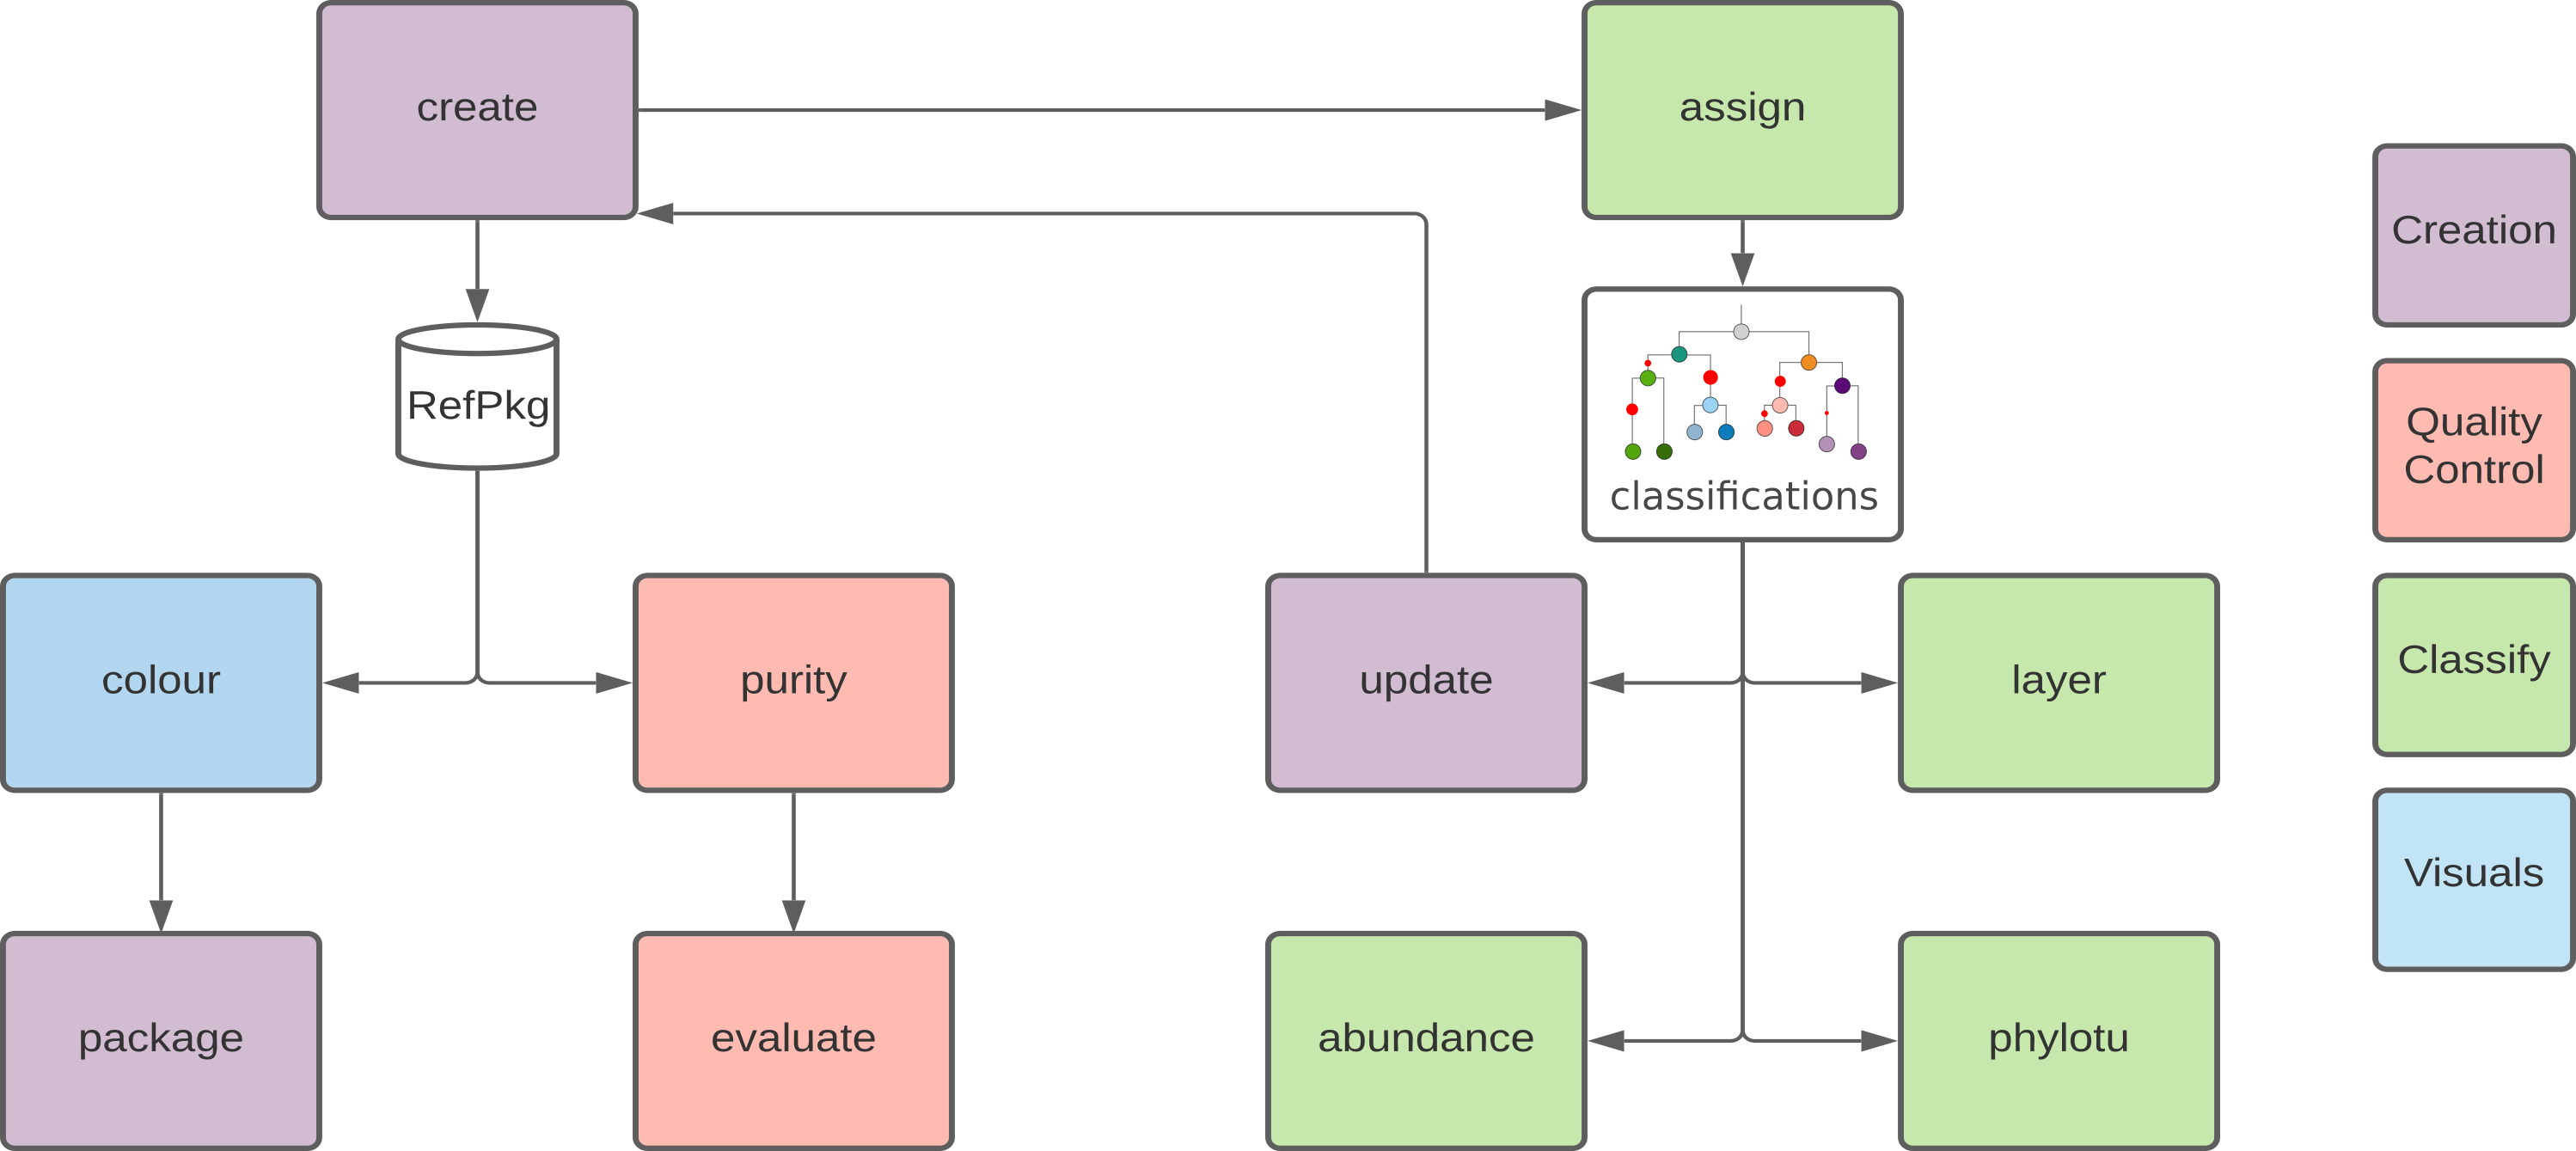 create
assign
RefPkg
classifications
colour
purity
update
layer
package
evaluate
abundance
phylotu
Creation
Quality
Control
Classify
Visuals